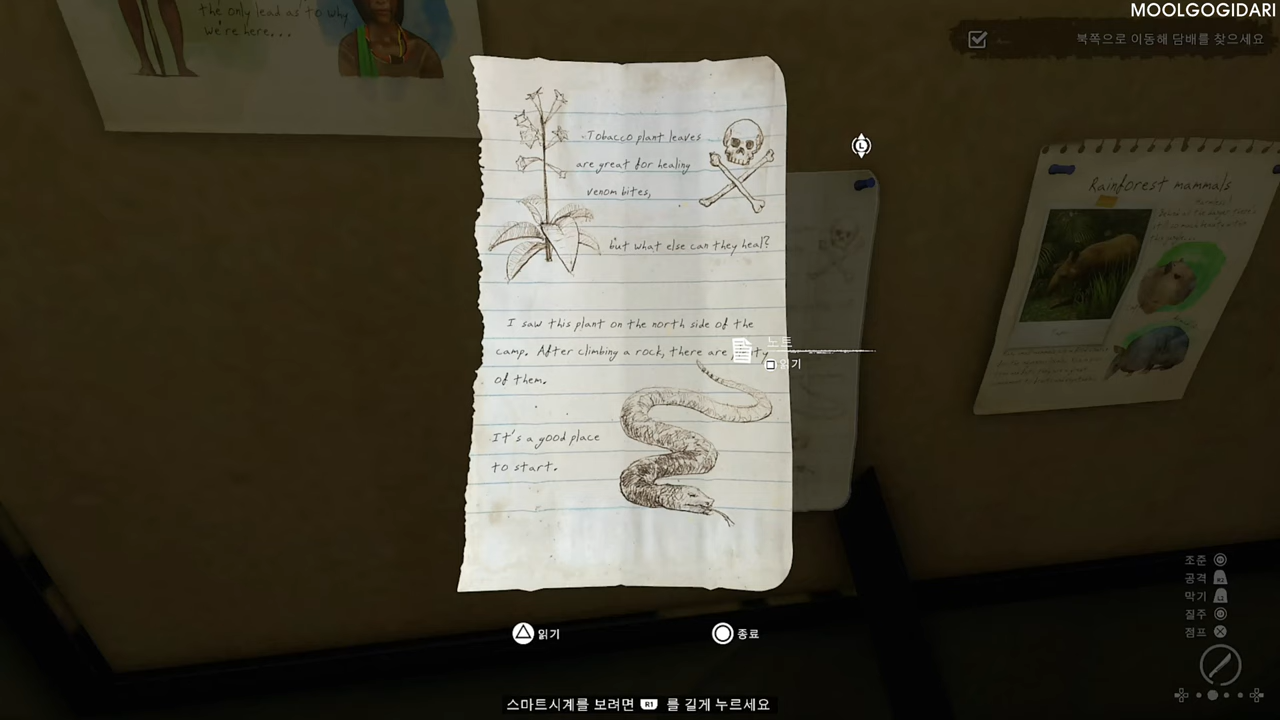 MOOLGOGIDARI
북쪽으로 이동해 담배를 찾으세요
the only lead as to why
we're here...
-Tobacco plant leaves
are great for healing
venom bites,
but what else can they heal?
I saw this plant on the north side of the
camp. After climbing a rock, there are
of them.
It's a good place
to start.
노트
읽기
L
Rainforest mammals
읽기
종료
조준
공격 R2
막기 L2
질주
점프
스마트시계를 보려면 R1 를 길게 누르세요